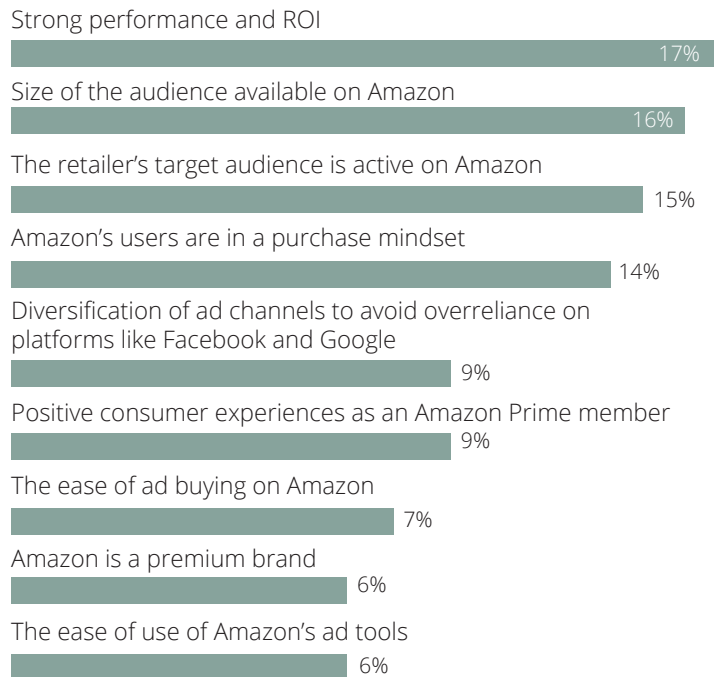 Strong performance and ROI
17%
Size of the audience available on Amazon
16%
The retailer’s target audience is active on Amazon
15%
Amazon’s users are in a purchase mindset
14%
Diversification of ad channels to avoid overreliance on
platforms like Facebook and Google
9%
Positive consumer experiences as an Amazon Prime member
9%
The ease of ad buying on Amazon
7%
Amazon is a premium brand
6%
The ease of use of Amazon’s ad tools
6%